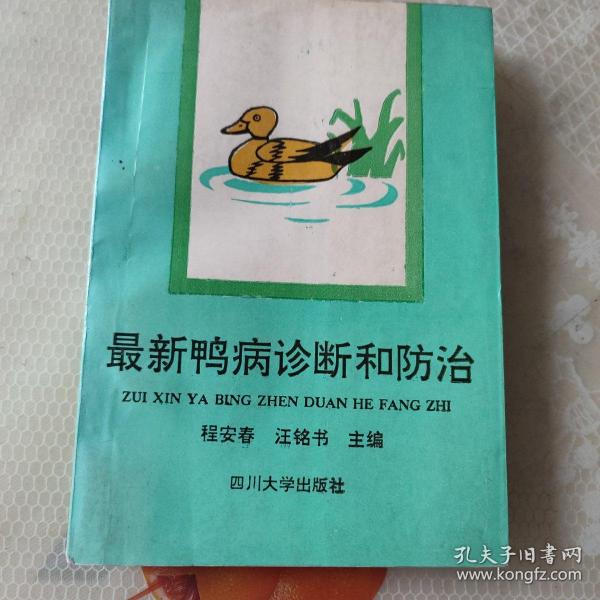 最新鸭病诊断和防治
ZUI XIN YA BING ZHEN DUAN HE FANG ZHI
程安春 汪铭书 主编
四川大学出版社
孔夫子旧书网
www.kongfz.com